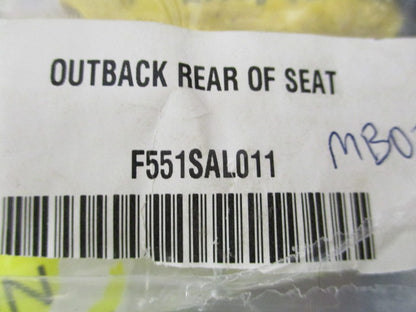 OUTBACK REAR OF SEAT
F551SAL011